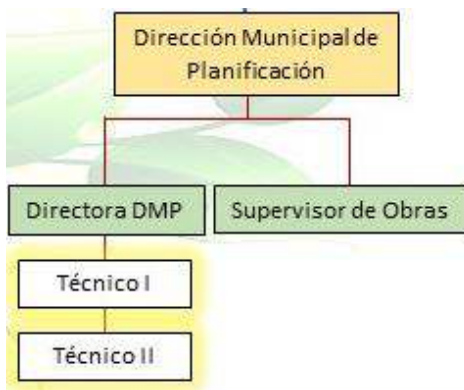 Dirección Municipal de
Planificación
Directora DMP
Supervisor de Obras
Técnico I
Técnico II